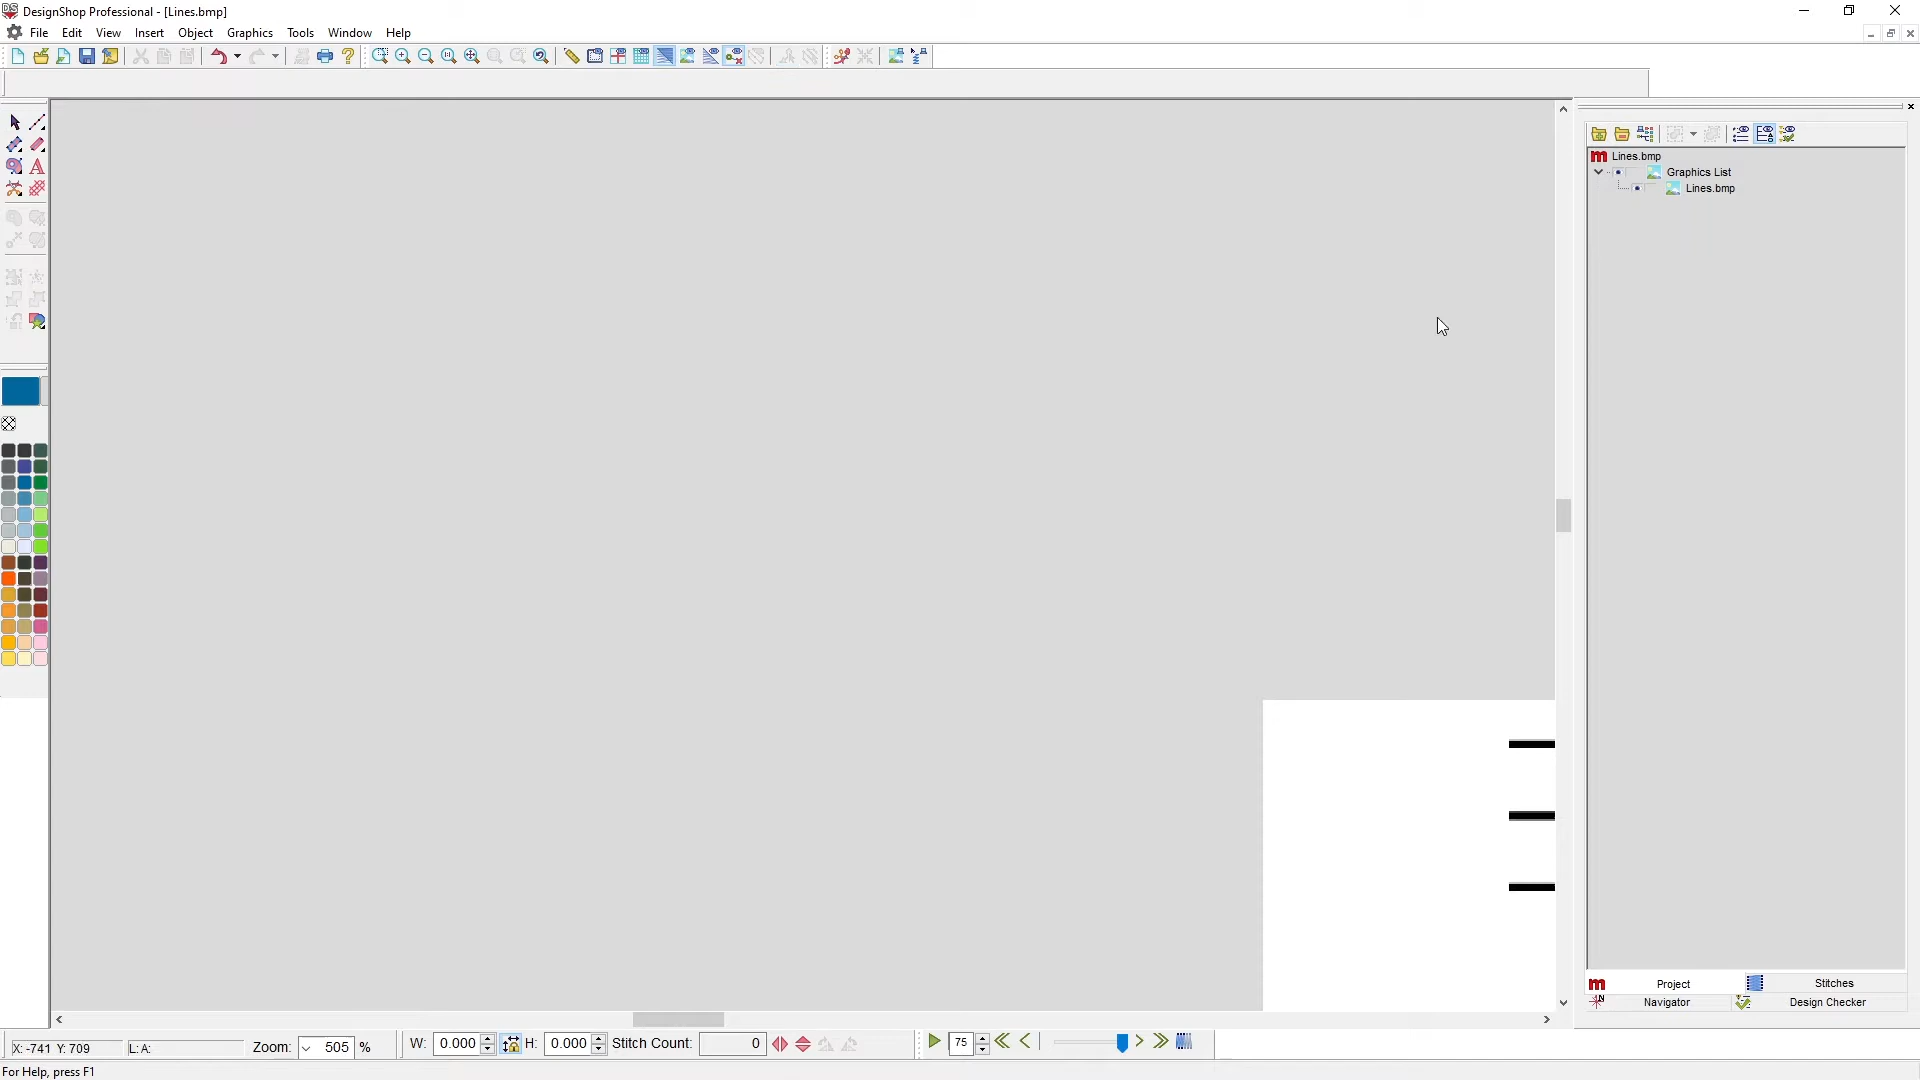 DesignShop Professional - [Lines.bmp]
File Edit View Insert Object Graphics Tools Window Help
Lines.bmp
Graphics List
Lines.bmp
Project
Stitches
Navigator
Design Checker
X: -741 Y: 709
L: A:
Zoom: 505 %
W: 0.000
H: 0.000
Stitch Count: 0
75
For Help, press F1